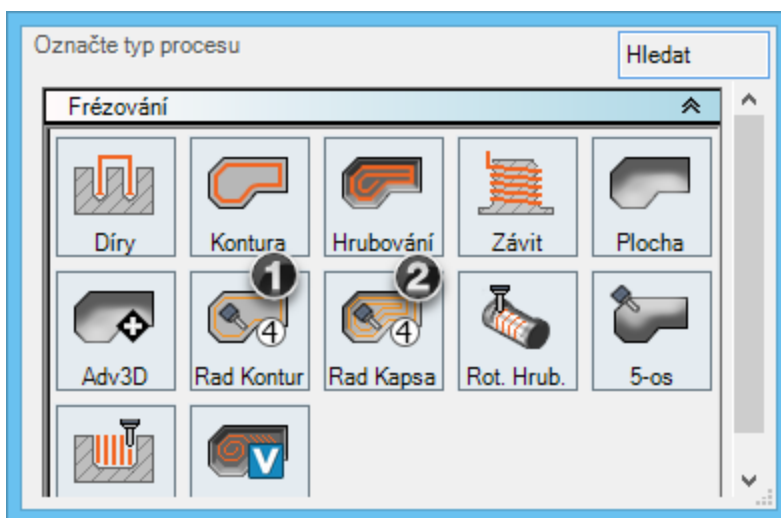 Označte typ procesu
Hledat
Frézování
Díry Kontura Hrubování Závit Plocha
1 2
4 4
Adv3D Rad Kontur Rad Kapsa Rot. Hrub. 5-os
V